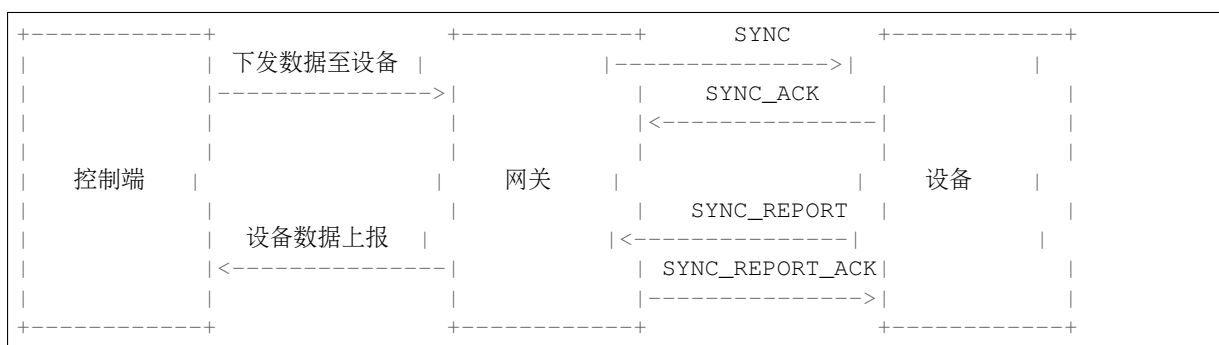 SYNC
下发数据至设备
SYNC_ACK
控制端 网关 设备
SYNC_REPORT
设备数据上报
SYNC_REPORT_ACK